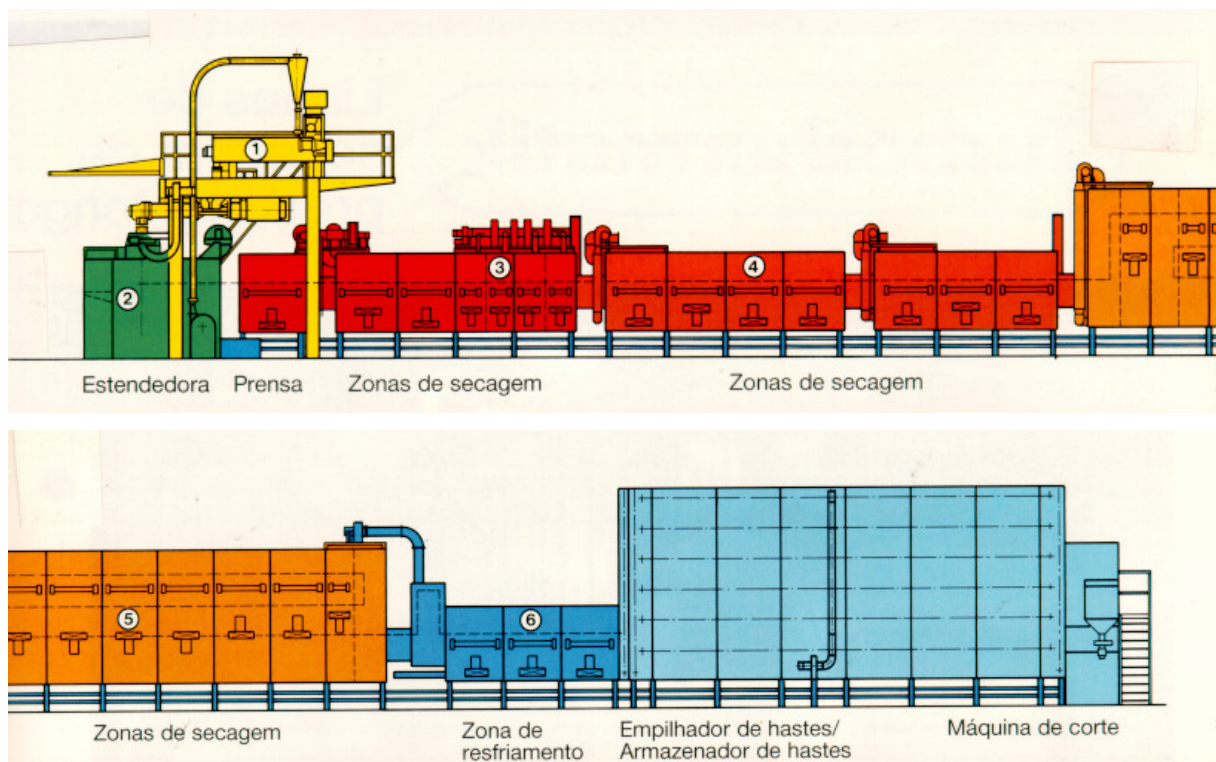 1
2
3
4
Estendedora
Prensa
Zonas de secagem
Zonas de secagem
5
6
Zonas de secagem
Zona de
resfriamento
Empilhador de hastes/
Armazenador de hastes
Máquina de corte